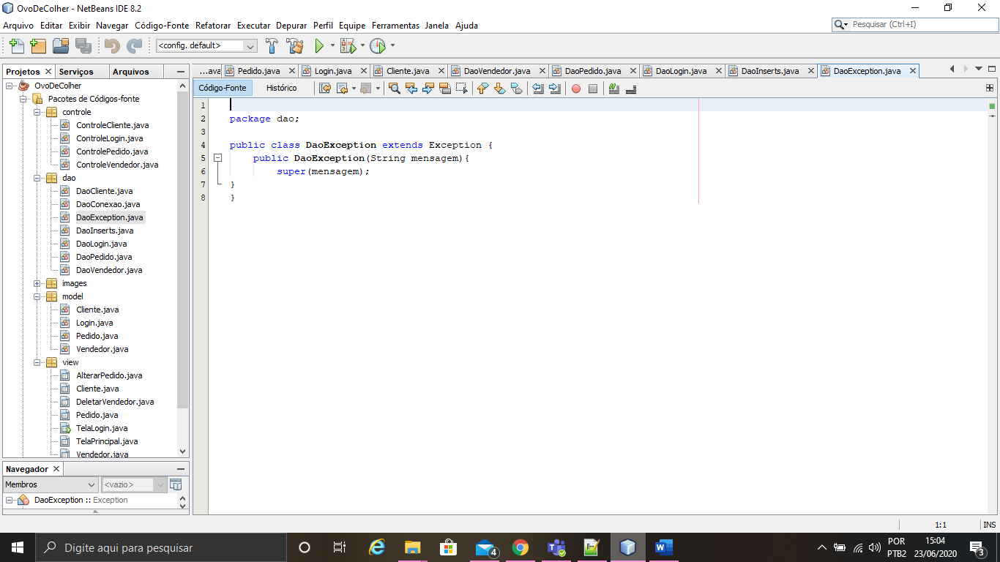 OvoDeColher - NetBeans IDE 8.2
Arquivo Editar Exibir Navegar Código-Fonte Refatorar Executar Depurar Perfil Equipe Ferramentas Janela Ajuda
Pesquisar (Ctrl+I)
<config. default>
Projetos Serviços Arquivos
...ava Pedido.java Login.java Cliente.java DaoVendedor.java DaoPedido.java DaoLogin.java DaoInserts.java DaoException.java
Código-Fonte Histórico
OvoDeColher
Pacotes de Códigos-fonte
controle
ControleCliente.java
ControleLogin.java
ControlePedido.java
ControleVendedor.java
dao
DaoCliente.java
DaoConexao.java
DaoException.java
DaoInserts.java
DaoLogin.java
DaoPedido.java
DaoVendedor.java
images
model
Cliente.java
Login.java
Pedido.java
Vendedor.java
view
AlterarPedido.java
Cliente.java
DeletarVendedor.java
Pedido.java
TelaLogin.java
TelaPrincipal.java
Vendedor.java
1
2 package dao;
3
4 public class DaoException extends Exception {
5 public DaoException(String mensagem){
6 super(mensagem);
7 }
8 }
Navegador
Membros <vazio>
DaoException :: Exception
1:1 INS
Digite aqui para pesquisar
4
POR
PTB2
15:04
23/06/2020
3